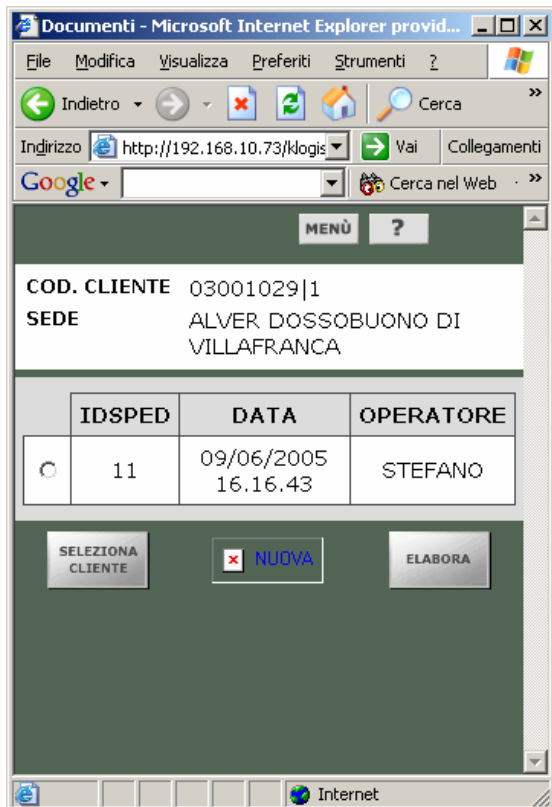 Documenti - Microsoft Internet Explorer provid...
File Modifica Visualizza Preferiti Strumenti ?
Indietro Cerca »
Indirizzo http://192.168.10.73/klogis Vai Collegamenti
Google Cerca nel Web »
MENÙ ?
COD. CLIENTE 03001029|1
SEDE ALVER DOSSOBUONO DI
VILLAFRANCA
IDSPED DATA OPERATORE
11 09/06/2005 STEFANO
16.16.43
SELEZIONA
CLIENTE
NUOVA
ELABORA
Internet